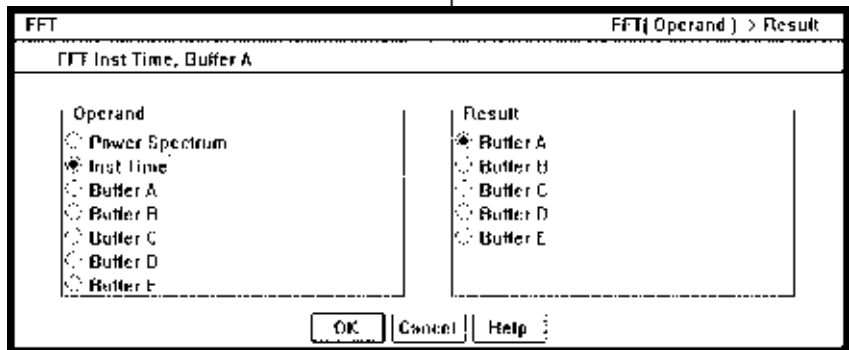 FFT FFT( Operand ) > Result
FFT Inst Time, Buffer A
Operand
Power Spectrum
Inst Time
Buffer A
Buffer B
Buffer C
Buffer D
Buffer E
Result
Buffer A
Buffer B
Buffer C
Buffer D
Buffer E
OK Cancel Help